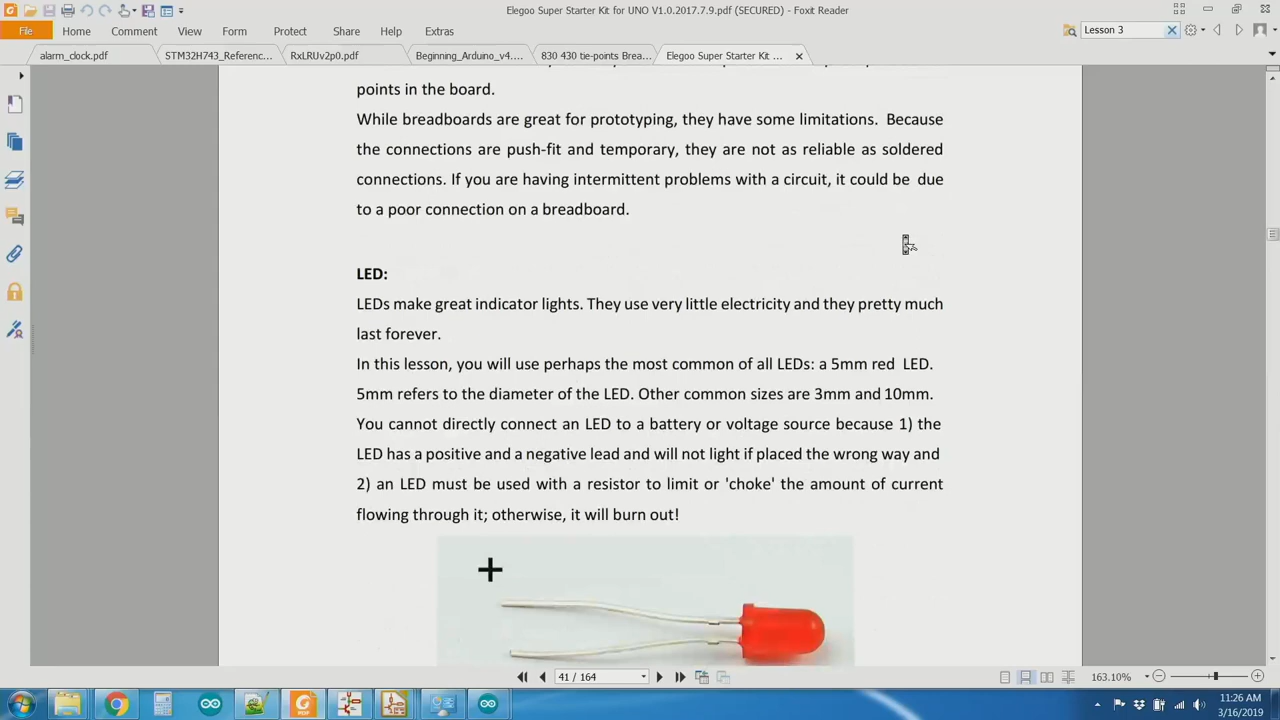 Elegoo Super Starter Kit for UNO V1.0.2017.7.9.pdf (SECURED) - Foxit Reader
File Home Comment View Form Protect Share Help Extras Lesson 3
alarm_clock.pdf STM32H743_Referenc... RxLRUv2p0.pdf Beginning_Arduino_v4.... 830 430 tie-points Brea... Elegoo Super Starter Kit ...
points in the board.
While breadboards are great for prototyping, they have some limitations. Because
the connections are push-fit and temporary, they are not as reliable as soldered
connections. If you are having intermittent problems with a circuit, it could be due
to a poor connection on a breadboard.
LED:
LEDs make great indicator lights. They use very little electricity and they pretty much
last forever.
In this lesson, you will use perhaps the most common of all LEDs: a 5mm red LED.
5mm refers to the diameter of the LED. Other common sizes are 3mm and 10mm.
You cannot directly connect an LED to a battery or voltage source because 1) the
LED has a positive and a negative lead and will not light if placed the wrong way and
2) an LED must be used with a resistor to limit or 'choke' the amount of current
flowing through it; otherwise, it will burn out!
+
41 / 164 163.10%
11:26 AM
3/16/2019